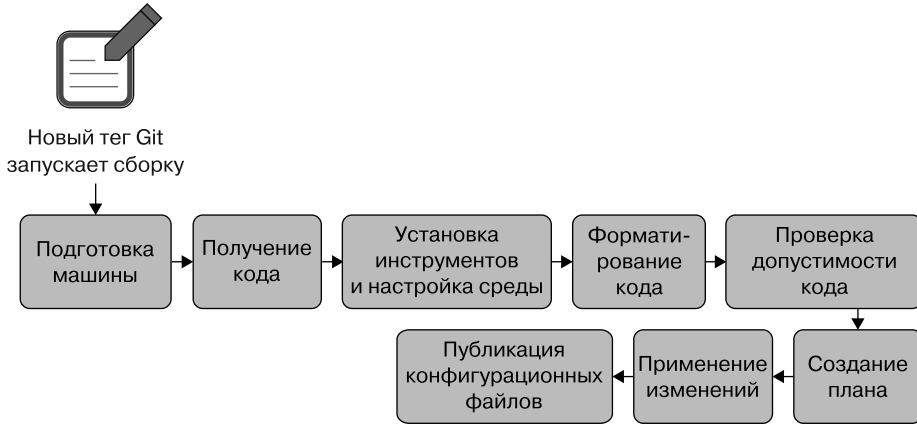 Новый тег Git
запускает сборку
Подготовка
машины
Получение
кода
Установка
инструментов
и настройка среды
Формати-
рование
кода
Проверка
допустимости
кода
Создание
плана
Применение
изменений
Публикация
конфигурационных
файлов